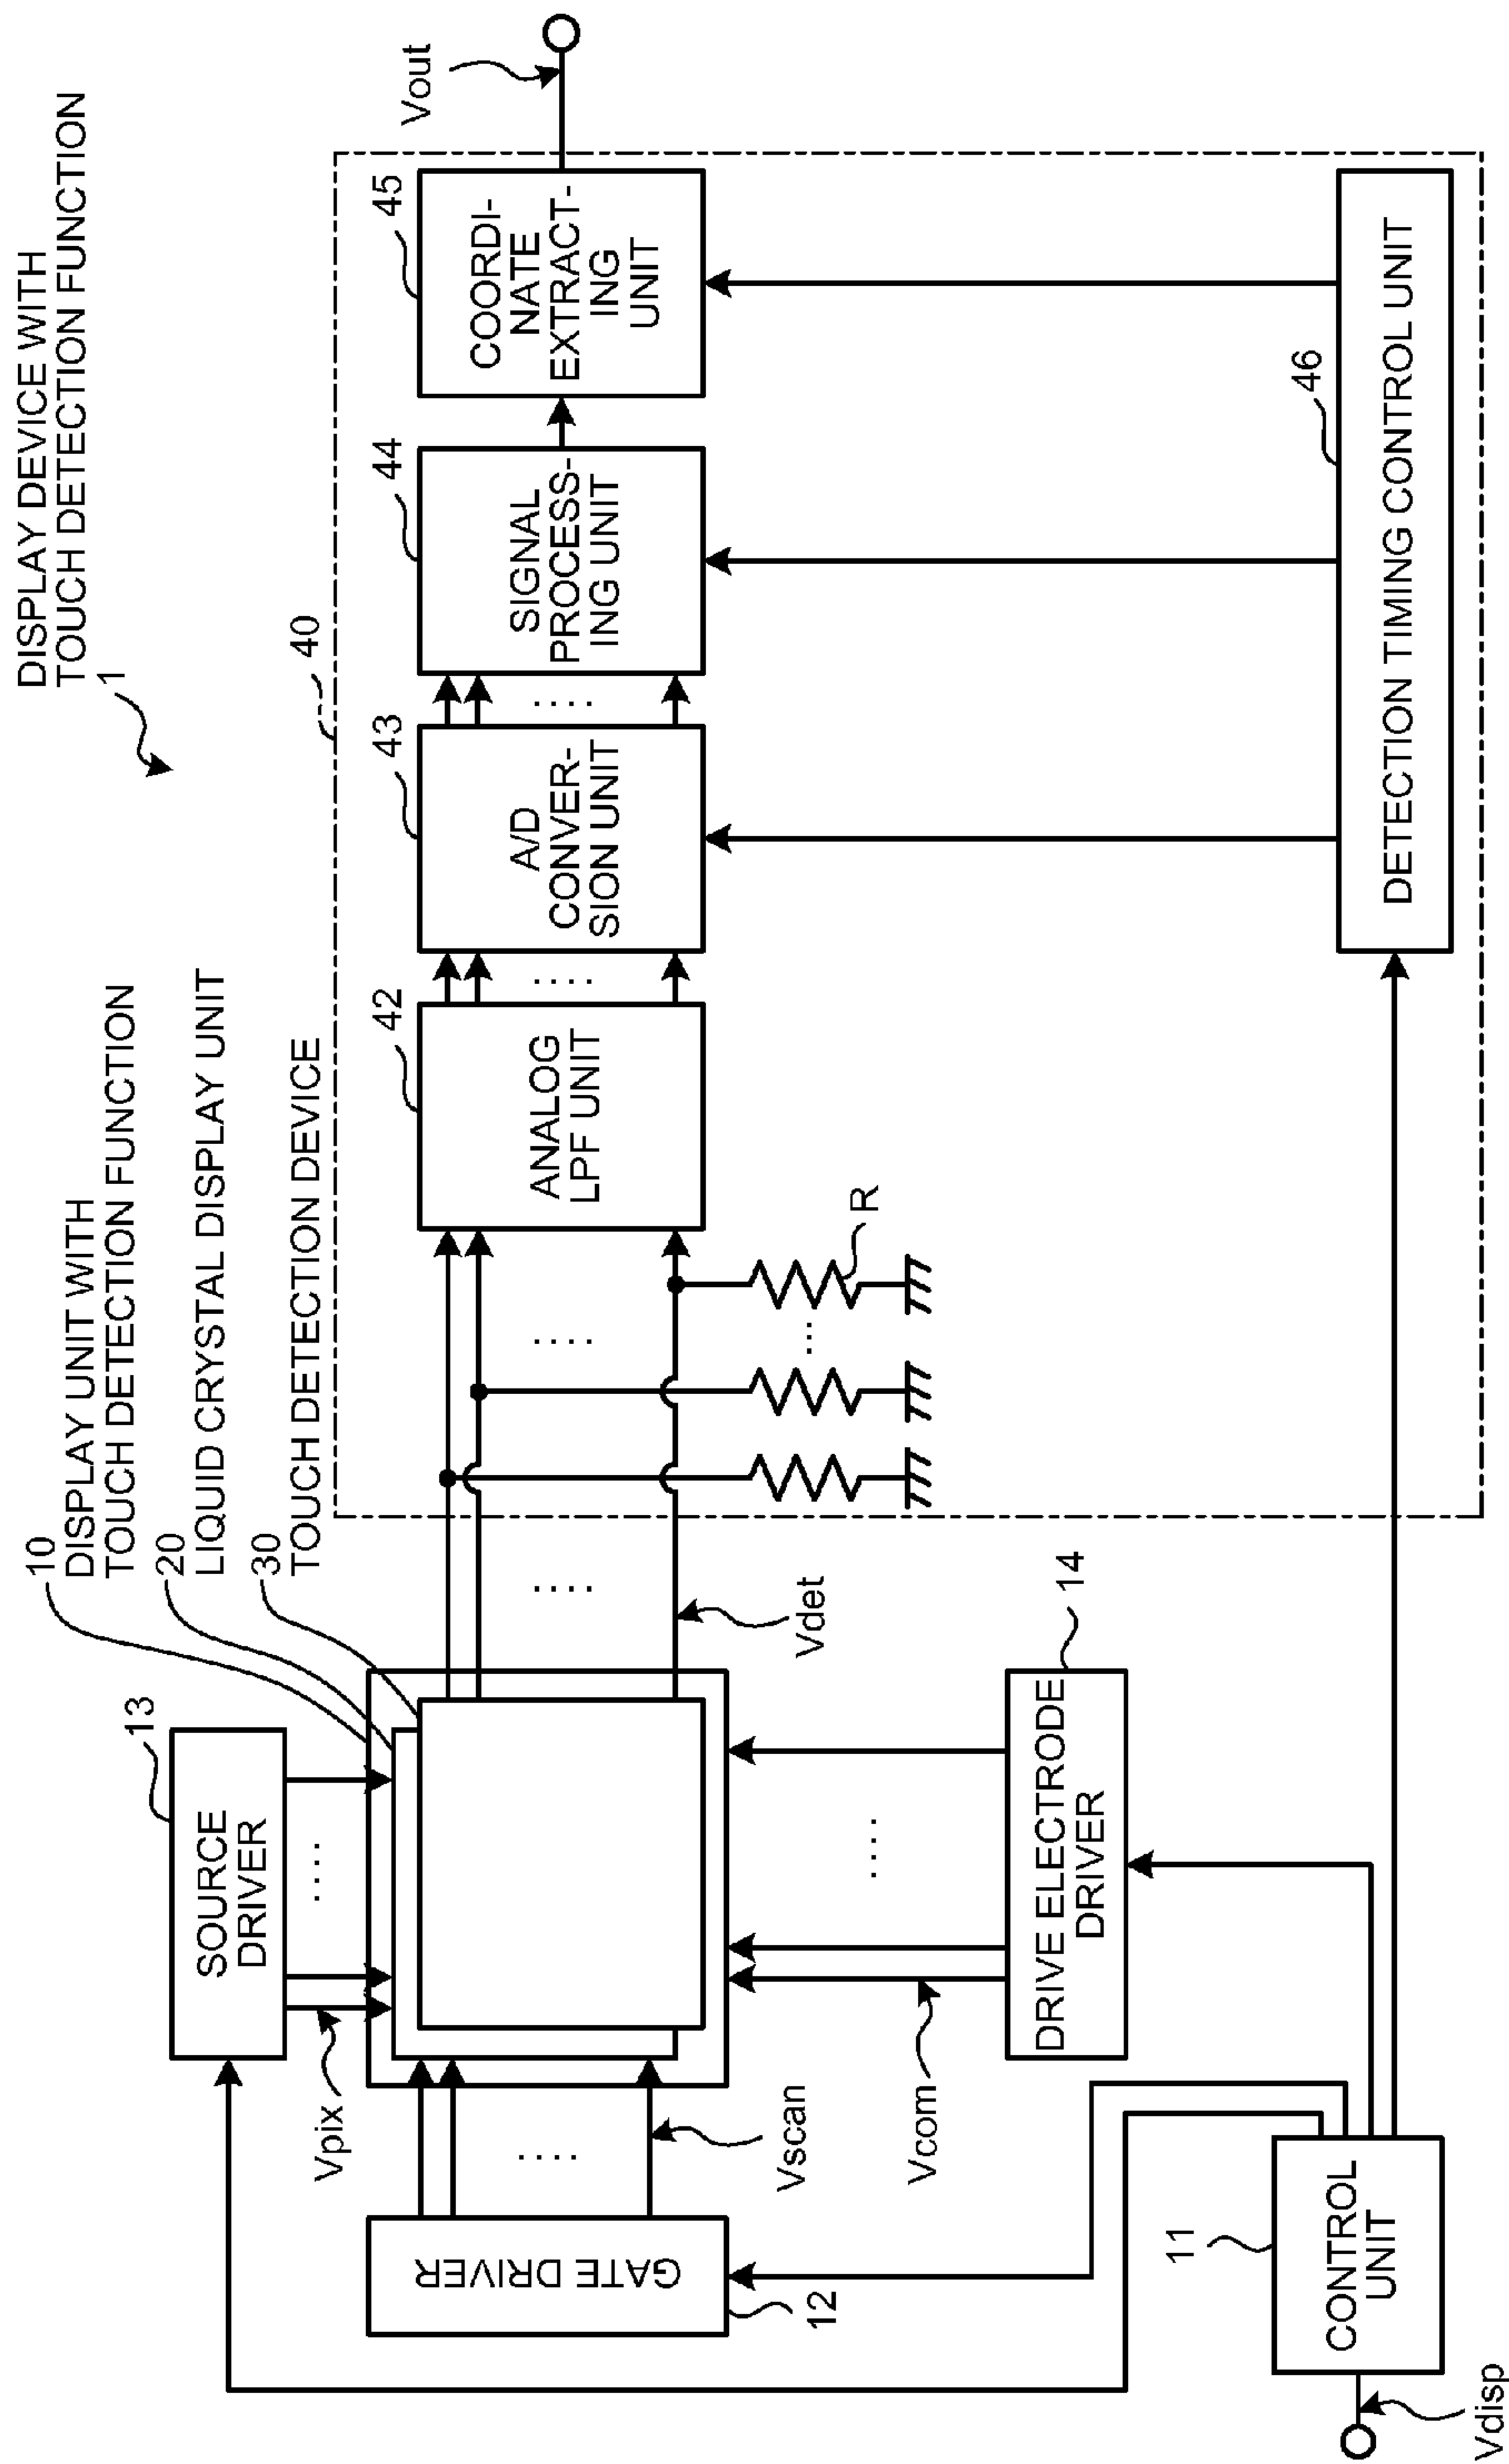 DISPLAY DEVICE WITH
TOUCH DETECTION FUNCTION
1
10
DISPLAY UNIT WITH
TOUCH DETECTION FUNCTION
20
LIQUID CRYSTAL DISPLAY UNIT
30
TOUCH DETECTION DEVICE
40
13
SOURCE
DRIVER
....
Vpix
GATE DRIVER
12
....
Vscan
....
Vdet
....
Vcom
14
DRIVE ELECTRODE
DRIVER
....
...
R
42
ANALOG
LPF UNIT
....
43
A/D
CONVER-
SION UNIT
....
44
SIGNAL
PROCESS-
ING UNIT
45
COORDI-
NATE
EXTRACT-
ING
UNIT
Vout
46
DETECTION TIMING CONTROL UNIT
11
CONTROL
UNIT
Vdisp